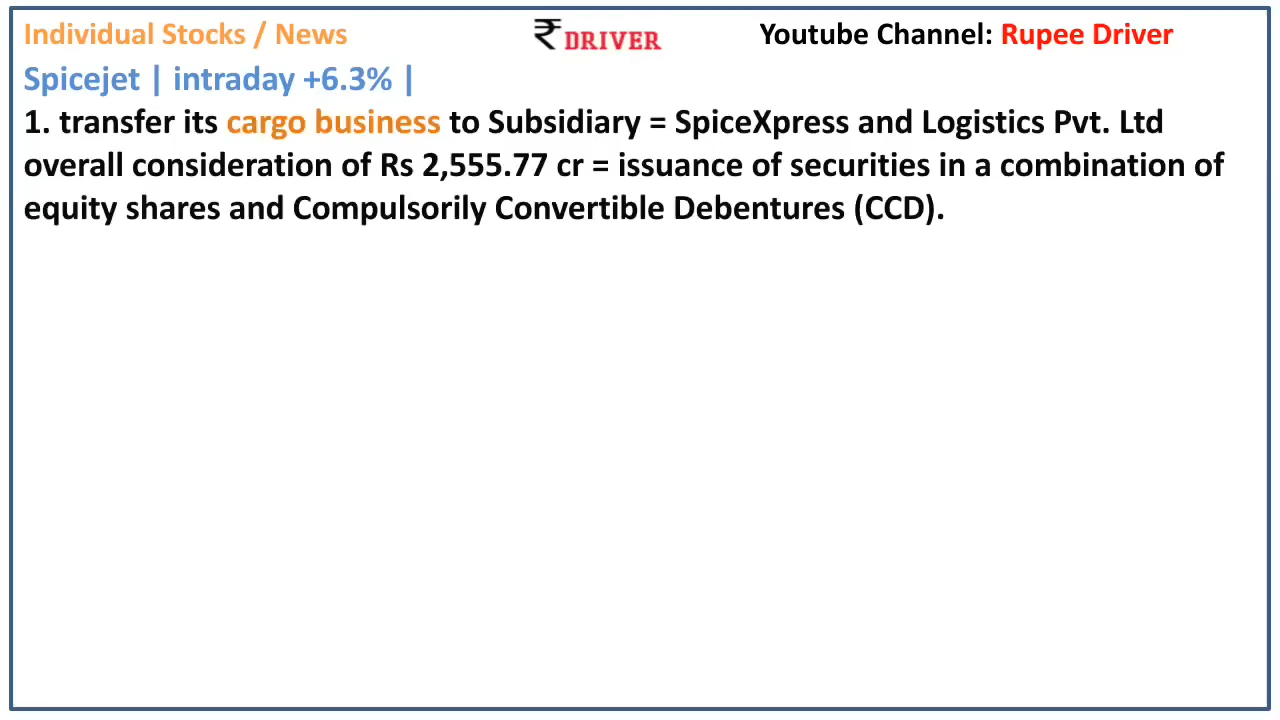 Individual Stocks / News
₹ DRIVER
Youtube Channel: Rupee Driver
Spicejet | intraday +6.3% |
1. transfer its cargo business to Subsidiary = SpiceXpress and Logistics Pvt. Ltd
overall consideration of Rs 2,555.77 cr = issuance of securities in a combination of
equity shares and Compulsorily Convertible Debentures (CCD).